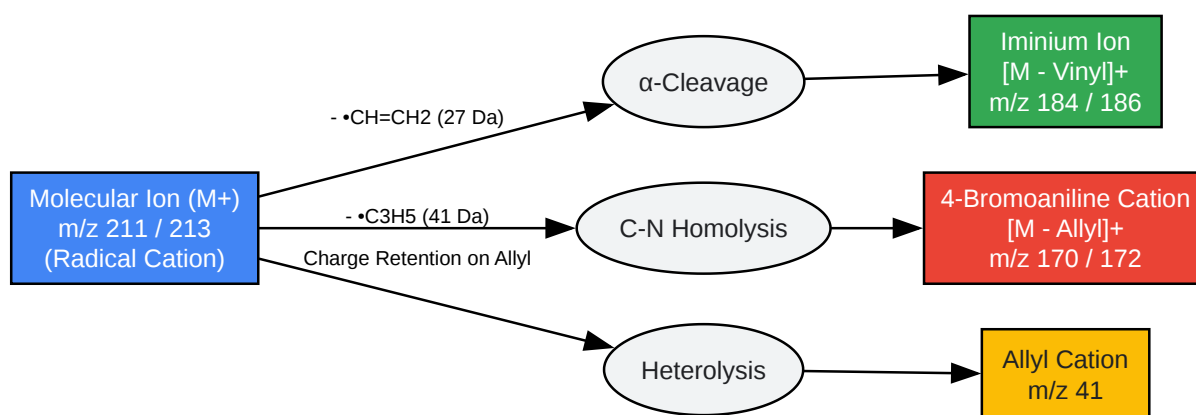 Molecular Ion (M+)
m/z 211 / 213
(Radical Cation)
- •CH=CH2 (27 Da)
- •C3H5 (41 Da)
Charge Retention on Allyl
α-Cleavage
C-N Homolysis
Heterolysis
Iminium Ion
[M - Vinyl]+
m/z 184 / 186
4-Bromoaniline Cation
[M - Allyl]+
m/z 170 / 172
Allyl Cation
m/z 41